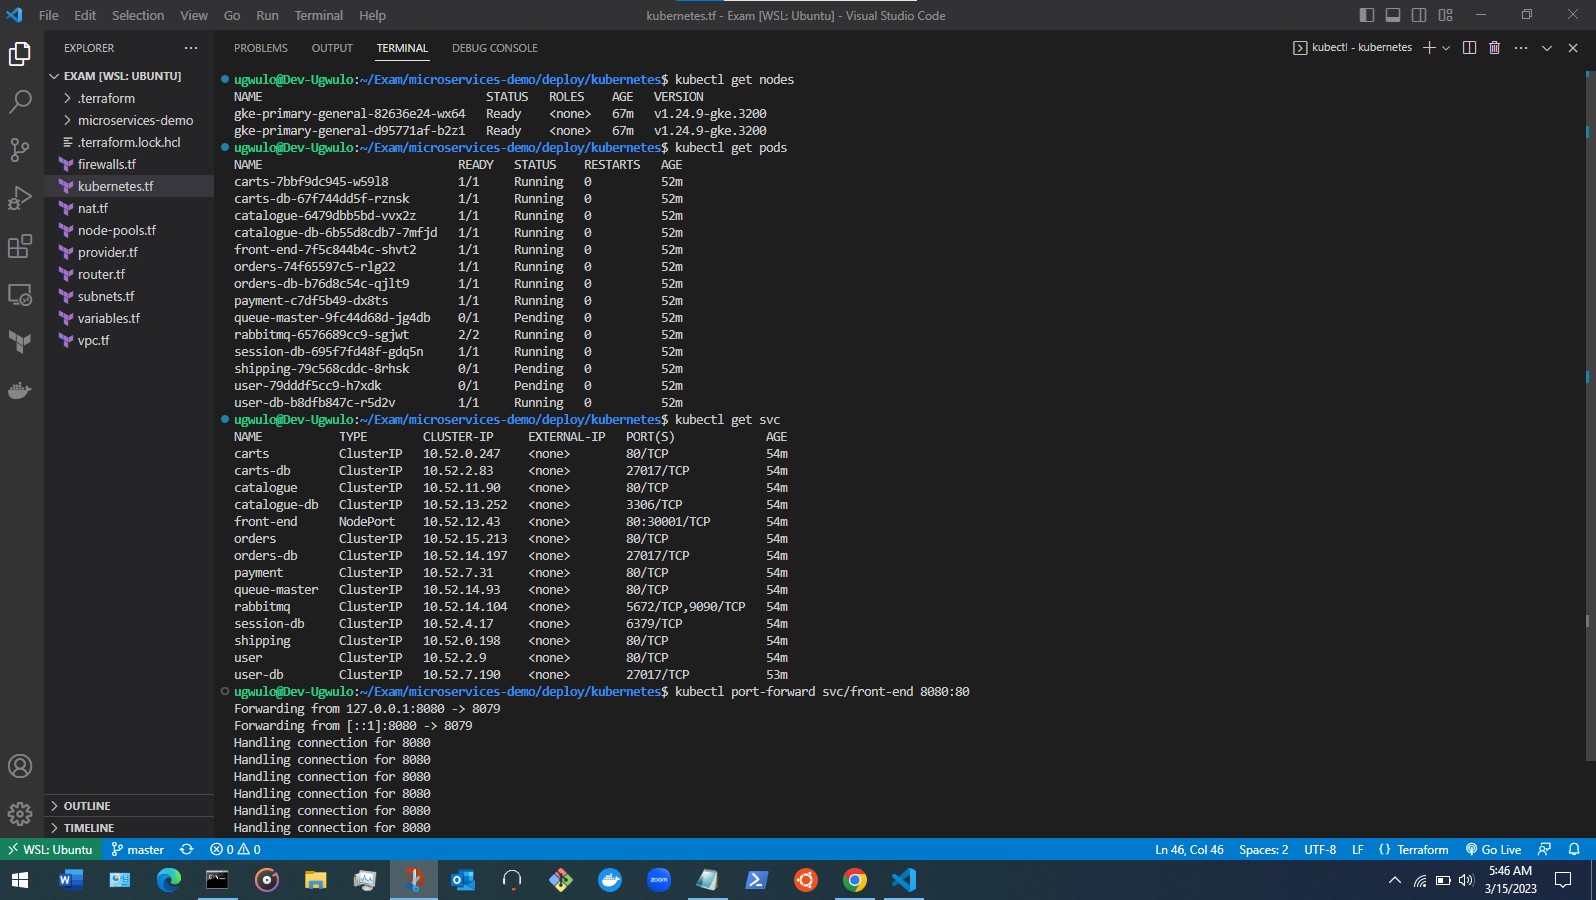 File Edit Selection View Go Run Terminal Help
kubernetes.tf - Exam [WSL: Ubuntu] - Visual Studio Code
EXPLORER
EXAM [WSL: UBUNTU]
.terraform
microservices-demo
.terraform.lock.hcl
firewalls.tf
kubernetes.tf
nat.tf
node-pools.tf
provider.tf
router.tf
subnets.tf
variables.tf
vpc.tf
OUTLINE
TIMELINE
PROBLEMS OUTPUT TERMINAL DEBUG CONSOLE
kubectl - kubernetes
ugwulo@Dev-Ugwulo:~/Exam/microservices-demo/deploy/kubernetes$ kubectl get nodes
NAME STATUS ROLES AGE VERSION
gke-primary-general-82636e24-wx64 Ready <none> 67m v1.24.9-gke.3200
gke-primary-general-d95771af-b2z1 Ready <none> 67m v1.24.9-gke.3200
ugwulo@Dev-Ugwulo:~/Exam/microservices-demo/deploy/kubernetes$ kubectl get pods
NAME READY STATUS RESTARTS AGE
carts-7bbf9dc945-w59l8 1/1 Running 0 52m
carts-db-67f744dd5f-rznsk 1/1 Running 0 52m
catalogue-6479dbb5bd-vvx2z 1/1 Running 0 52m
catalogue-db-6b55d8cdb7-7mfjd 1/1 Running 0 52m
front-end-7f5c844b4c-shvt2 1/1 Running 0 52m
orders-74f65597c5-rlg22 1/1 Running 0 52m
orders-db-b76d8c54c-qjlt9 1/1 Running 0 52m
payment-c7df5b49-dx8ts 1/1 Running 0 52m
queue-master-9fc44d68d-jg4db 0/1 Pending 0 52m
rabbitmq-6576689cc9-sgjwt 2/2 Running 0 52m
session-db-695f7fd48f-gdq5n 1/1 Running 0 52m
shipping-79c568cddc-8rhsk 0/1 Pending 0 52m
user-79dddf5cc9-h7xdk 0/1 Pending 0 52m
user-db-b8dfb847c-r5d2v 1/1 Running 0 52m
ugwulo@Dev-Ugwulo:~/Exam/microservices-demo/deploy/kubernetes$ kubectl get svc
NAME TYPE CLUSTER-IP EXTERNAL-IP PORT(S) AGE
carts ClusterIP 10.52.0.247 <none> 80/TCP 54m
carts-db ClusterIP 10.52.2.83 <none> 27017/TCP 54m
catalogue ClusterIP 10.52.11.90 <none> 80/TCP 54m
catalogue-db ClusterIP 10.52.13.252 <none> 3306/TCP 54m
front-end NodePort 10.52.12.43 <none> 80:30001/TCP 54m
orders ClusterIP 10.52.15.213 <none> 80/TCP 54m
orders-db ClusterIP 10.52.14.197 <none> 27017/TCP 54m
payment ClusterIP 10.52.7.31 <none> 80/TCP 54m
queue-master ClusterIP 10.52.14.93 <none> 80/TCP 54m
rabbitmq ClusterIP 10.52.14.104 <none> 5672/TCP,9090/TCP 54m
session-db ClusterIP 10.52.4.17 <none> 6379/TCP 54m
shipping ClusterIP 10.52.0.198 <none> 80/TCP 54m
user ClusterIP 10.52.2.9 <none> 80/TCP 54m
user-db ClusterIP 10.52.7.190 <none> 27017/TCP 53m
ugwulo@Dev-Ugwulo:~/Exam/microservices-demo/deploy/kubernetes$ kubectl port-forward svc/front-end 8080:80
Forwarding from 127.0.0.1:8080 -> 8079
Forwarding from [::1]:8080 -> 8079
Handling connection for 8080
Handling connection for 8080
Handling connection for 8080
Handling connection for 8080
Handling connection for 8080
Handling connection for 8080
WSL: Ubuntu master 0 0
Ln 46, Col 46 Spaces: 2 UTF-8 LF {} Terraform Go Live
zoom
5:46 AM
3/15/2023